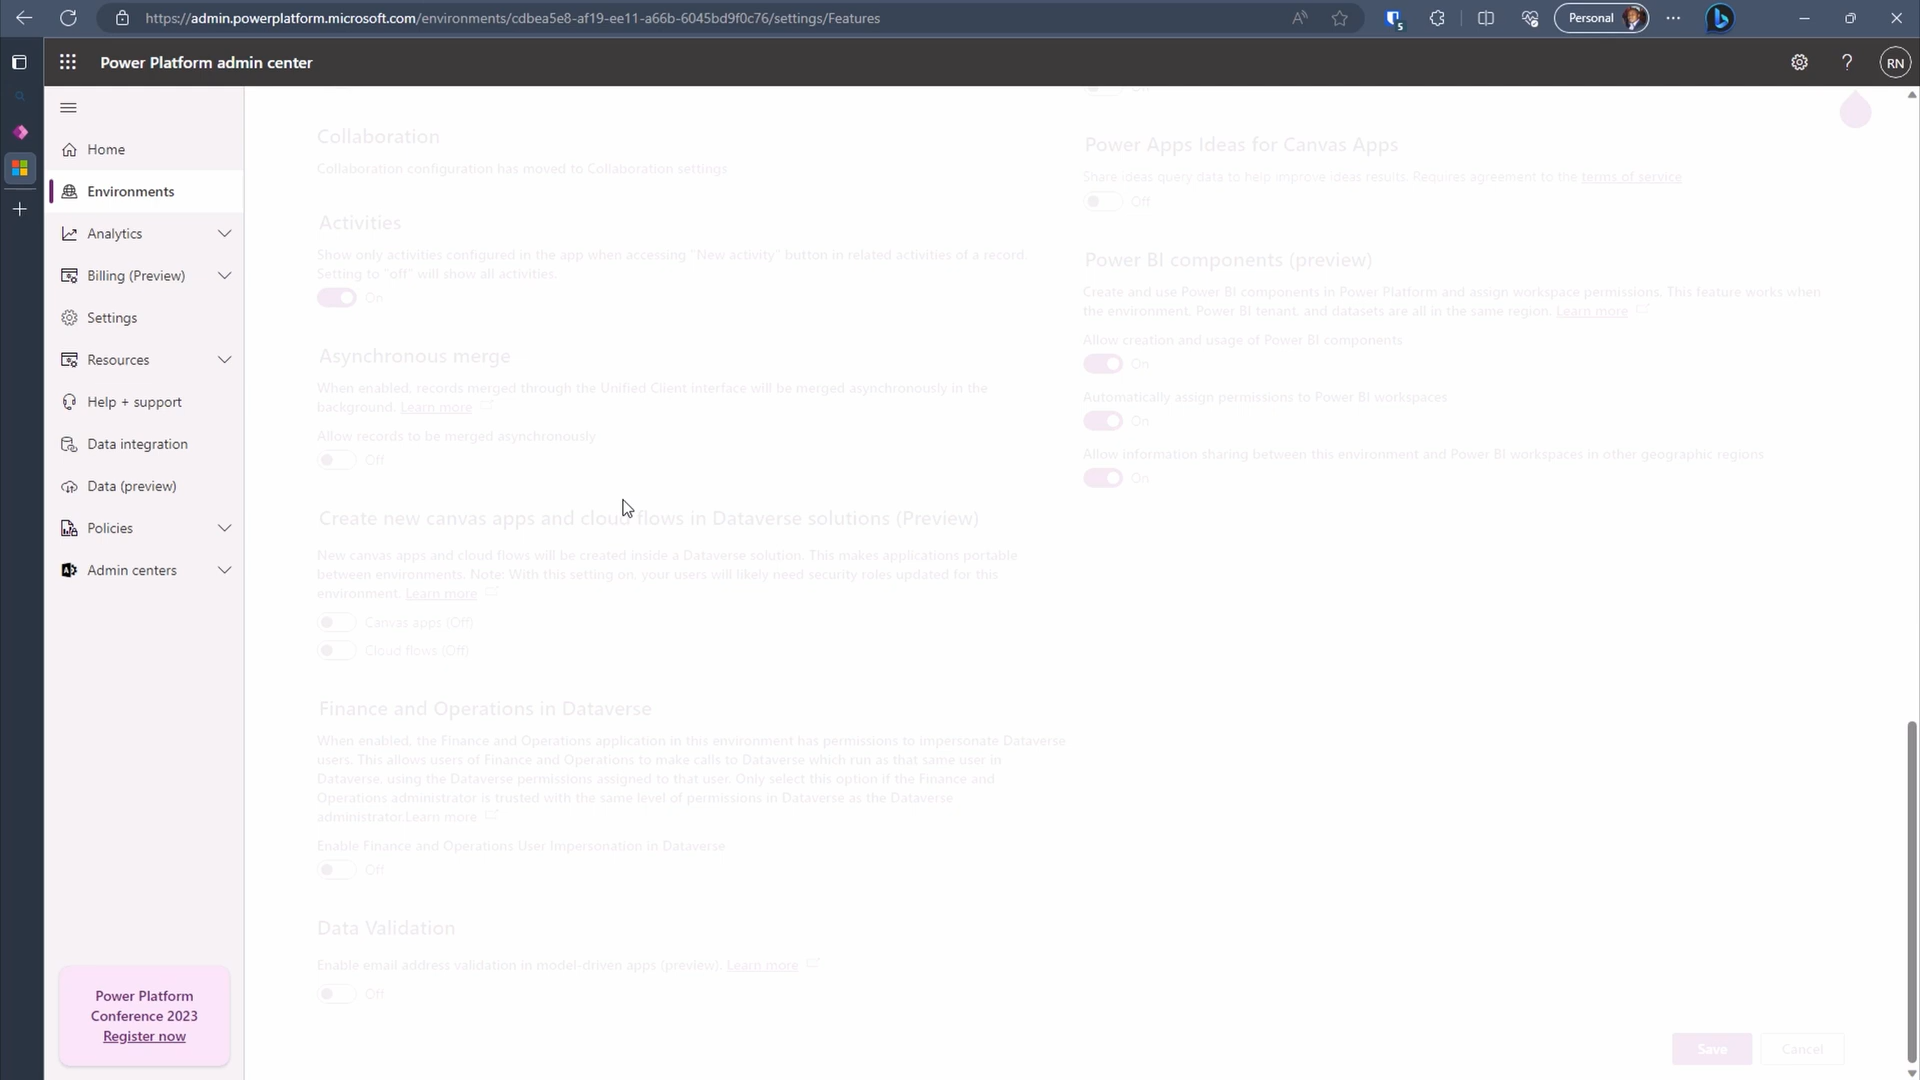 https://admin.powerplatform.microsoft.com/environments/cdbea5e8-af19-ee11-a66b-6045bd9f0c76/settings/Features
Personal
Power Platform admin center
RN
Home
Environments
Analytics
Billing (Preview)
Settings
Resources
Help + support
Data integration
Data (preview)
Policies
Admin centers
Power Platform
Conference 2023
Register now
Collaboration
Collaboration configuration has moved to Collaboration settings
Activities
Show only activities configured in the app when accessing "New activity" button in related activities of a record
Setting to "off" will show all activities.
On
Asynchronous merge
When enabled, records merged through the Unified Client interface will be merged asynchronously in the
background. Learn more
Allow records to be merged asynchronously
Off
Create new canvas apps and cloud flows in Dataverse solutions (Preview)
New canvas apps and cloud flows will be created inside a Dataverse solution. This makes applications portable
between environments. Note: With this setting on, your users will likely need security roles updated for this
environment. Learn more
Canvas apps (Off)
Cloud flows (Off)
Finance and Operations in Dataverse
When enabled, the Finance and Operations application in this environment has permissions to impersonate Dataverse
users. This allows users of Finance and Operations to make calls to Dataverse which run as that same user in
Dataverse, using the Dataverse permissions assigned to that user. Only select this option if the Finance and
Operations administrator is trusted with the same level of permissions in Dataverse as the Dataverse
administrator.Learn more
Enable Finance and Operations User Impersonation in Dataverse
Off
Data Validation
Enable email address validation in model-driven apps (preview). Learn more
Off
Power Apps Ideas for Canvas Apps
Share ideas query data to help improve ideas results. Requires agreement to the terms of service
Off
Power BI components (preview)
Create and use Power BI components in Power Platform and assign workspace permissions. This feature works when
the environment, Power BI tenant, and datasets are all in the same region. Learn more
Allow creation and usage of Power BI components
On
Automatically assign permissions to Power BI workspaces
On
Allow information sharing between this environment and Power BI workspaces in other geographic regions
On
Save
Cancel